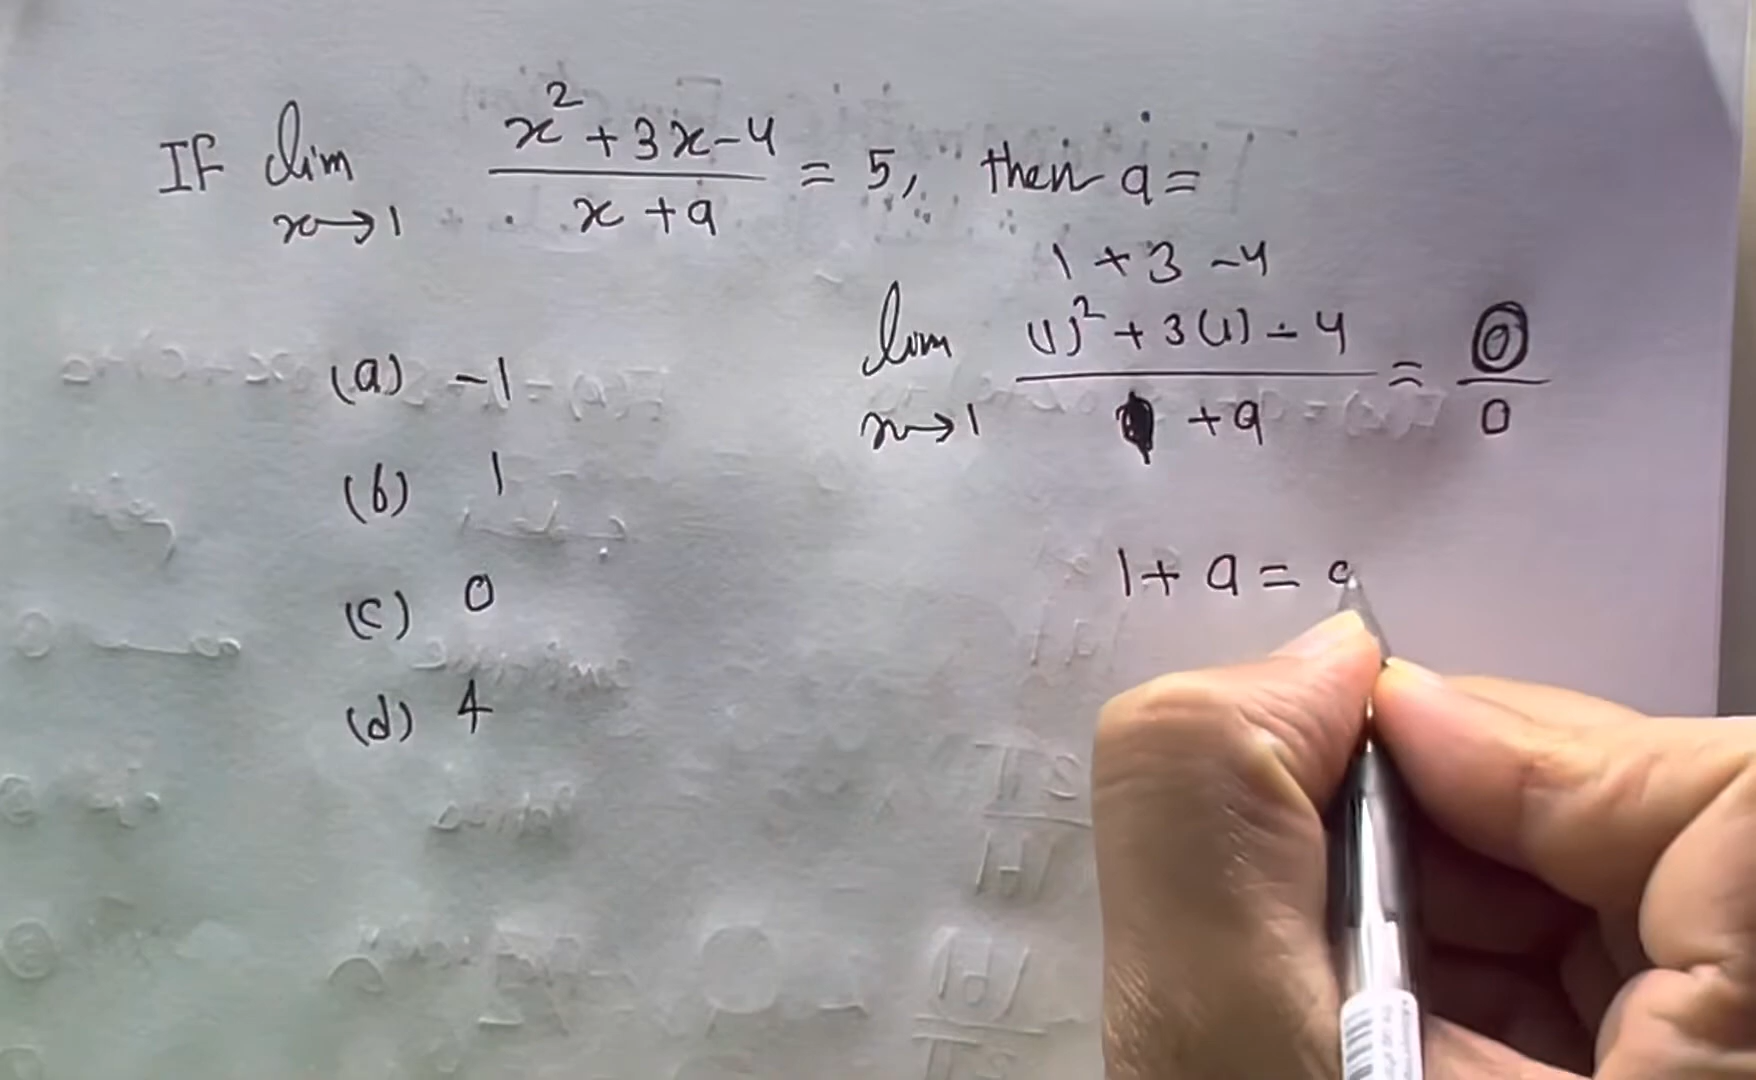 If lim x→1 x² + 3x - 4 / x + a = 5, then a =
1 + 3 - 4
lim x→1 (1)² + 3(1) - 4 / 1 + a = 0 / 0
(a) -1
(b) 1
(c) 0
(d) 4
1 + a = 0